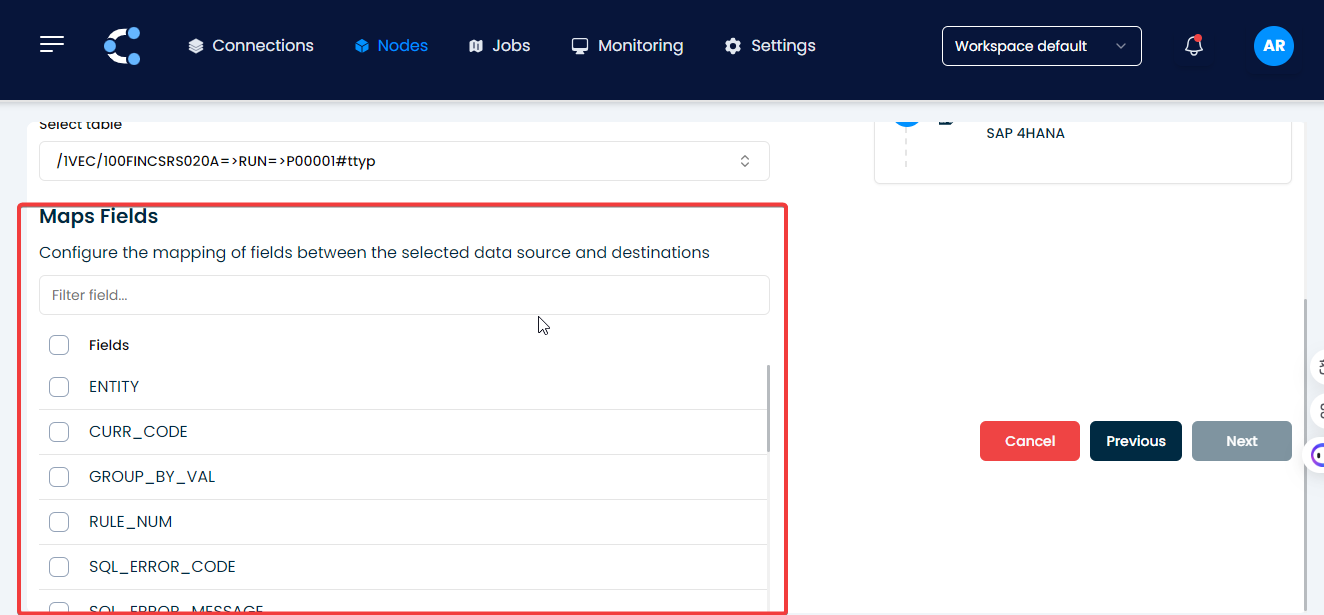 Connections
Nodes
Jobs
Monitoring
Settings
Workspace default
AR
Select table
/1VEC/100FINCSRS020A=>RUN=>P00001#ttyp
SAP 4HANA
Maps Fields
Configure the mapping of fields between the selected data source and destinations
Filter field...
Fields
ENTITY
CURR_CODE
GROUP_BY_VAL
RULE_NUM
SQL_ERROR_CODE
SQL_ERROR_MESSAGE
Cancel
Previous
Next